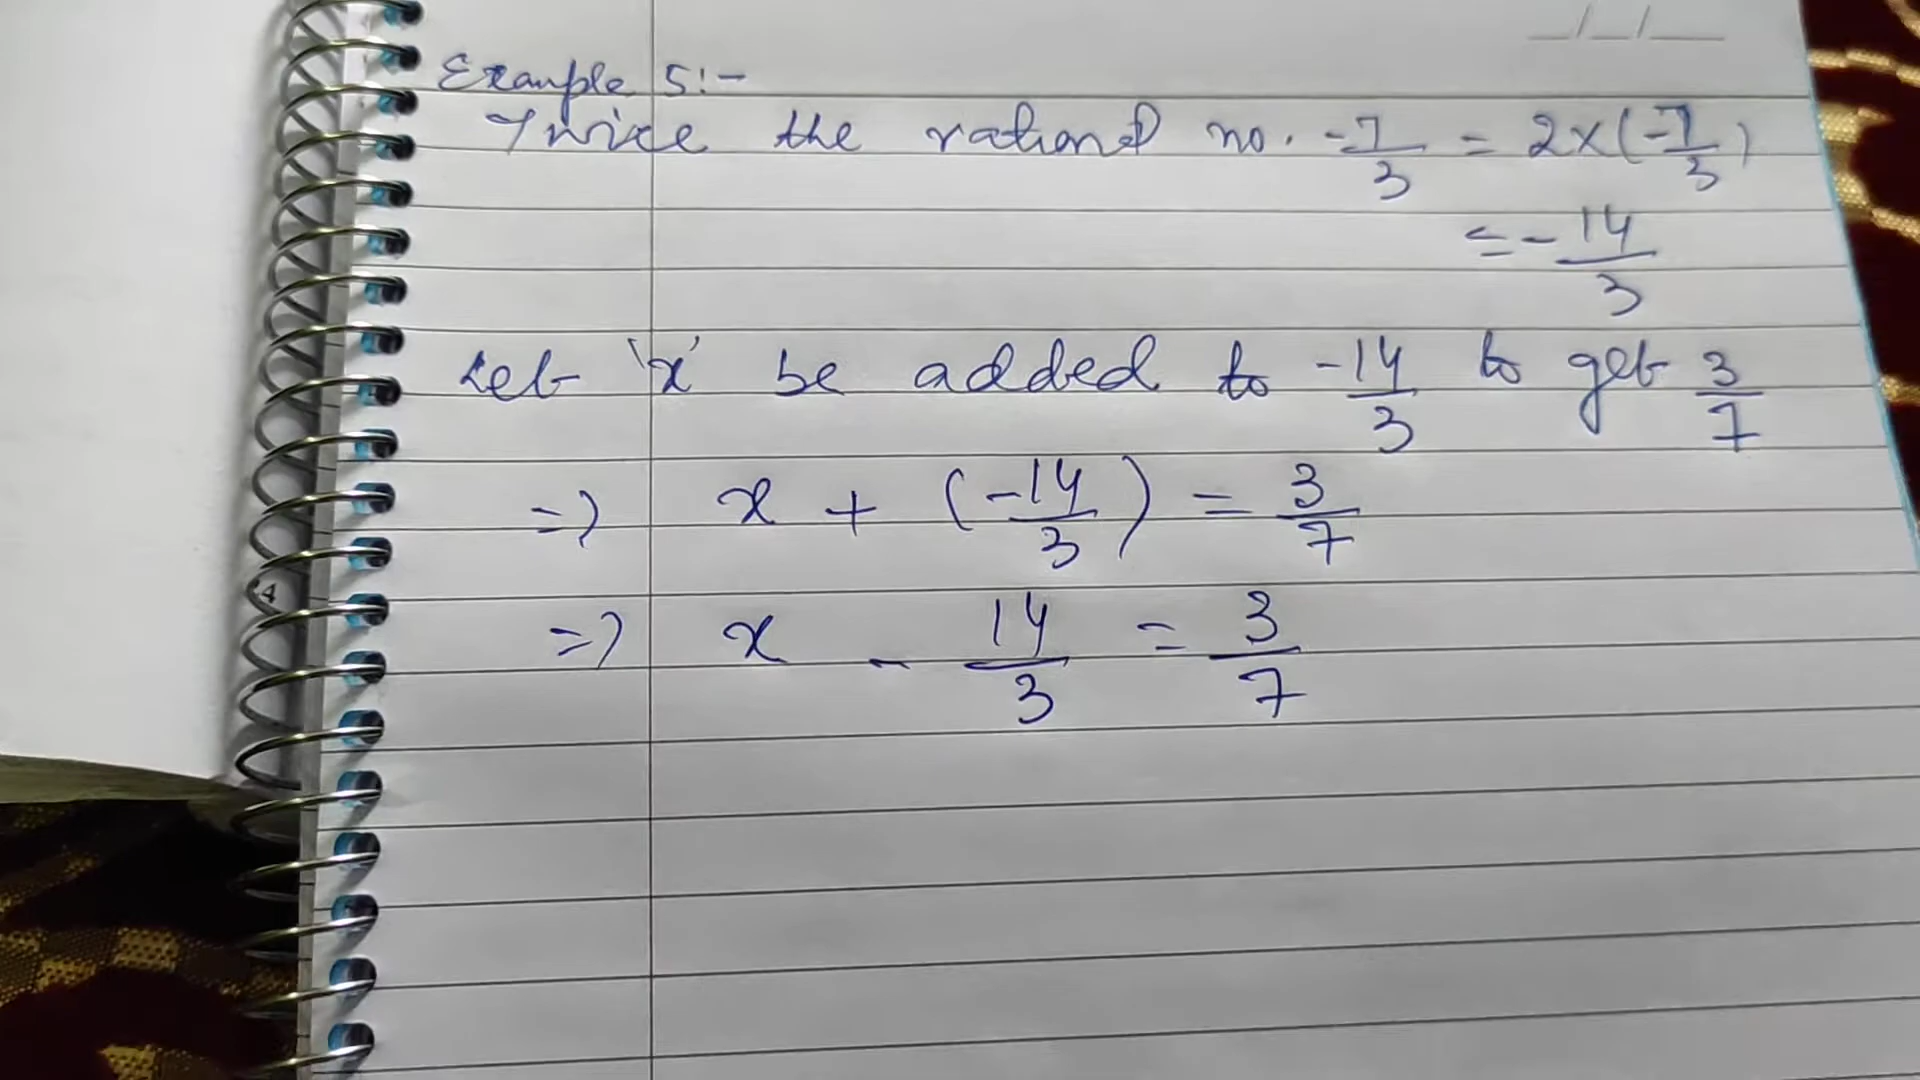 Example 5:-
Twice the rational no. -7/3 = 2×(-7/3)
= -14/3
Let 'x' be added to -14/3 to get 3/7
=> x + (-14/3) = 3/7
=> x - 14/3 = 3/7